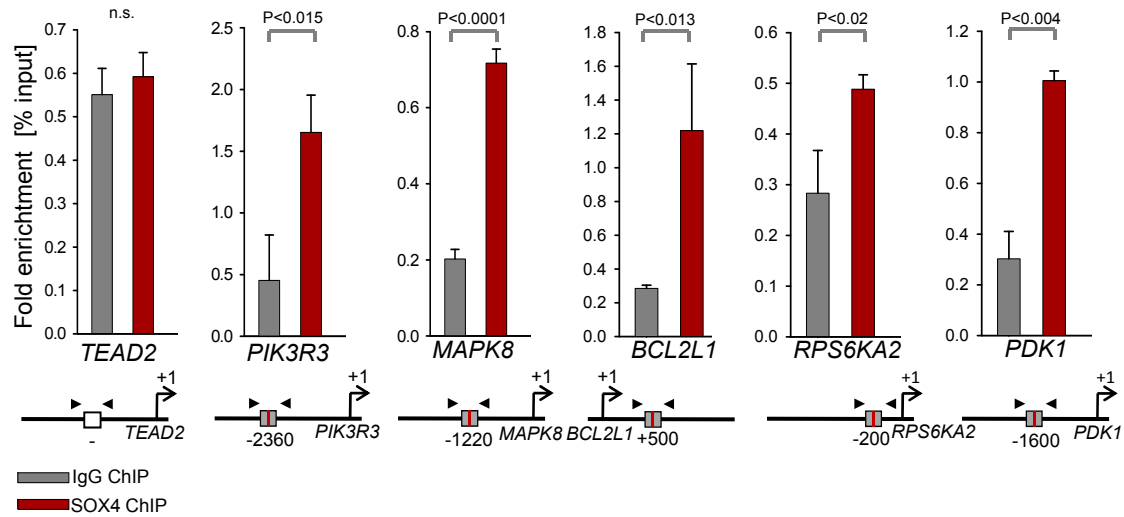 n.s.
P<0.015
P<0.0001
P<0.013
P<0.02
P<0.004
Fold enrichtment [% input]
0.7
0.6
0.5
0.6
0.7
0.2
0.1
0.0
2.5
2.0
1.5
1.0
0.5
0.0
0.8
0.6
0.4
0.2
0.0
1.8
1.6
1.4
1.2
1.0
0.8
0.6
0.4
0.2
0.0
0.6
0.5
0.4
0.3
0.2
0.1
0.0
1.2
1.0
0.8
0.6
0.4
0.2
0.0
TEAD2
PIK3R3
MAPK8
BCL2L1
RPS6KA2
PDK1
+1
-
TEAD2
+1
-2360
PIK3R3
+1
-1220
MAPK8
+1
BCL2L1
+500
+1
-200
RPS6KA2
+1
-1600
PDK1
IgG ChIP
SOX4 ChIP